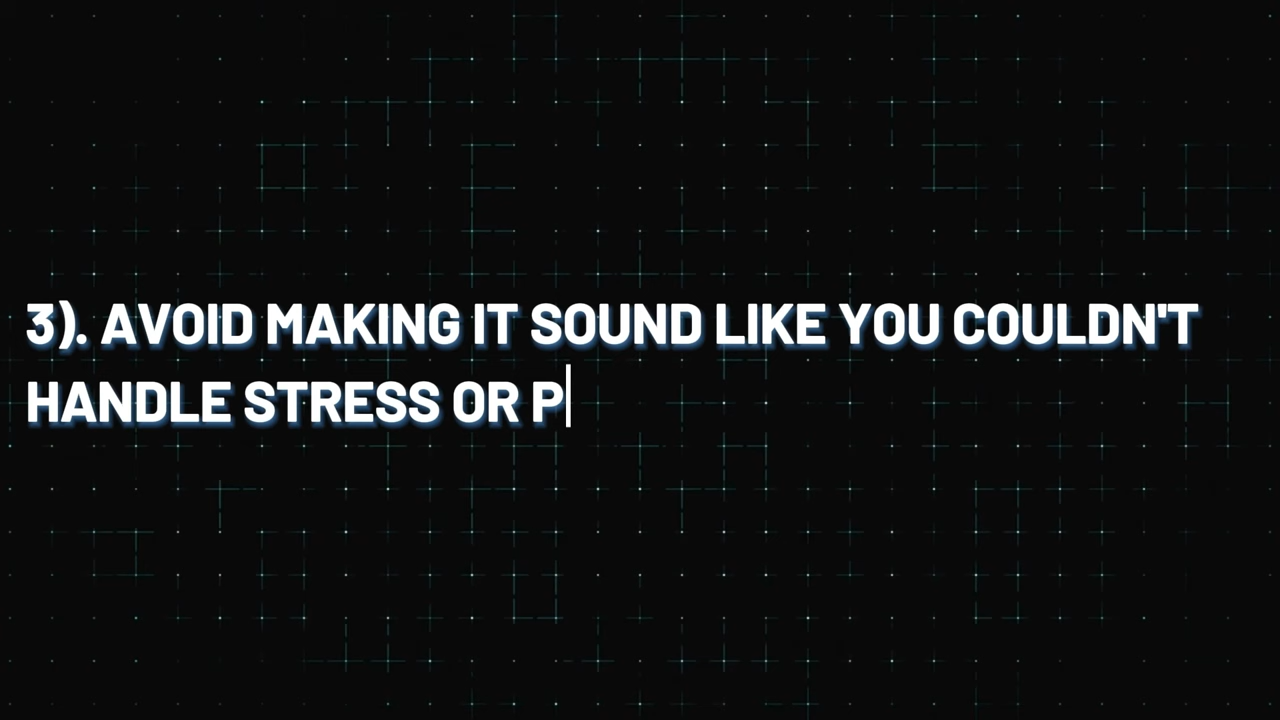 3). AVOID MAKING IT SOUND LIKE YOU COULDN'T
HANDLE STRESS OR P